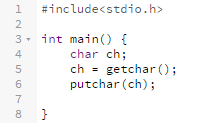 1 #include<stdio.h>
2
3 int main() {
4     char ch;
5     ch = getchar();
6     putchar(ch);
7
8 }